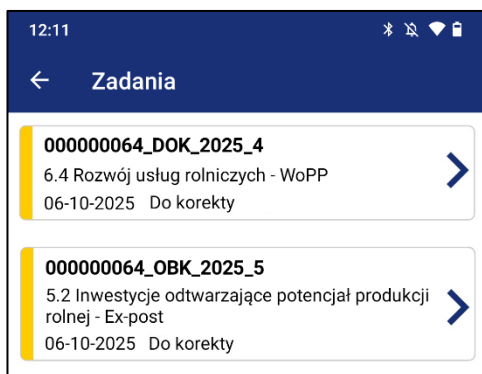 12:11
Zadania
000000064_DOK_2025_4
6.4 Rozwój usług rolniczych - WoPP
06-10-2025 Do korekty
000000064_OBK_2025_5
5.2 Inwestycje odtwarzające potencjał produkcji
rolnej - Ex-post
06-10-2025 Do korekty